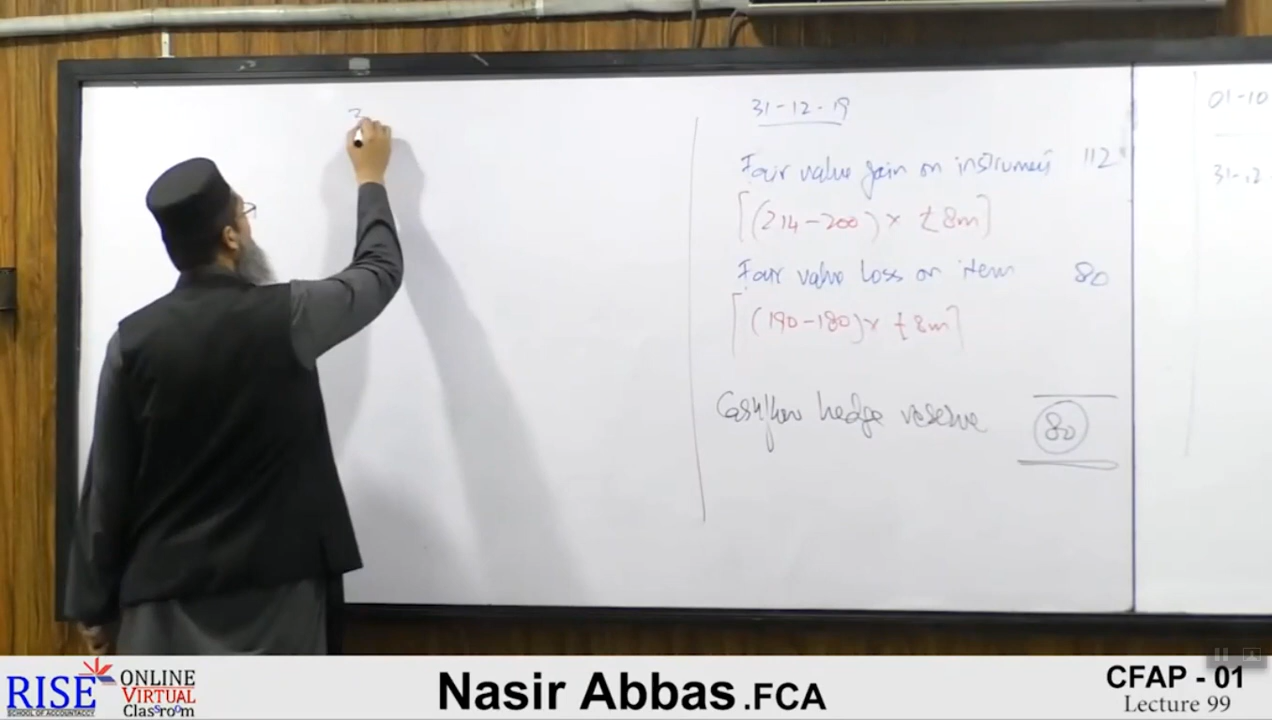 31-12-19
Fair value gain on instrument 112
[(214-200) x £8m]
Fair value loss on item 80
[(190-180) x £8m]
Cashflow hedge reserve 80
01-10
31-12-
RISE
SCHOOL OF ACCOUNTANCY
ONLINE
VIRTUAL
Classroom
Nasir Abbas.FCA
CFAP - 01
Lecture 99